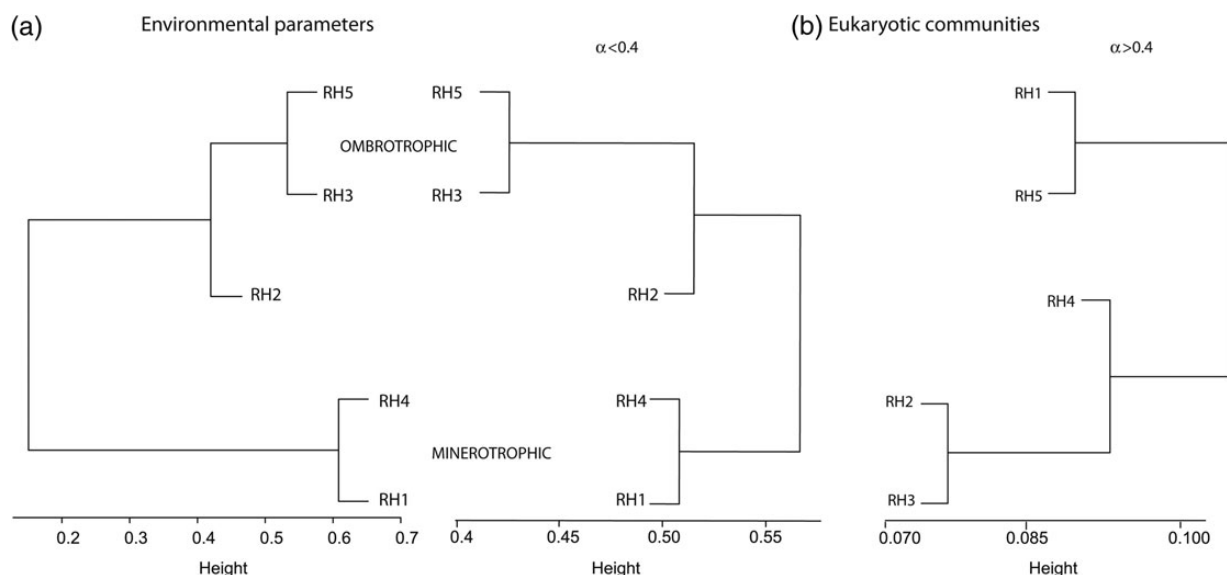 (a) Environmental parameters
α<0.4
RH5
RH5
OMBROTROPHIC
RH3
RH3
RH2
RH2
RH4
RH4
MINEROTROPHIC
RH1
RH1
0.2 0.3 0.4 0.5 0.6 0.7
Height
0.4 0.45 0.50 0.55
Height
(b) Eukaryotic communities
α>0.4
RH1
RH5
RH4
RH2
RH3
0.070 0.085 0.100
Height